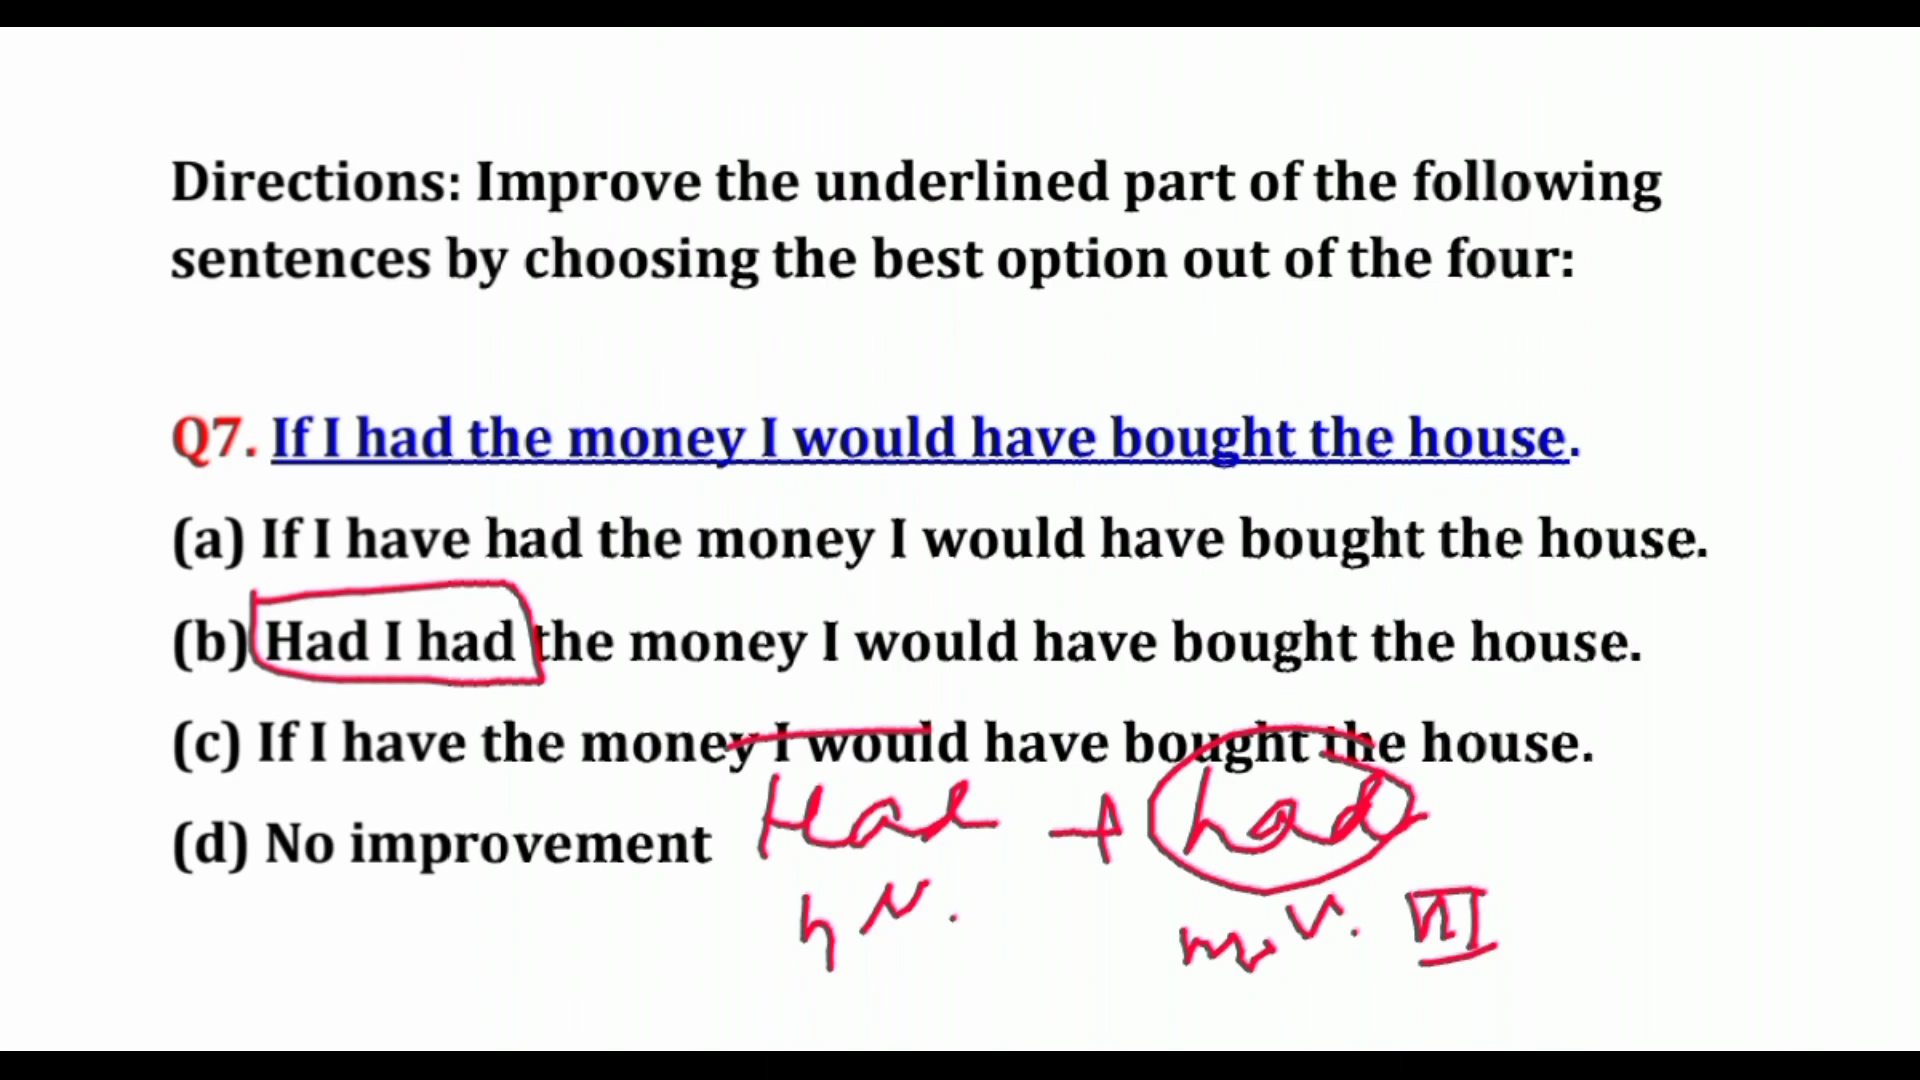 Directions: Improve the underlined part of the following
sentences by choosing the best option out of the four:
Q7. If I had the money I would have bought the house.
(a) If I have had the money I would have bought the house.
(b) Had I had the money I would have bought the house.
(c) If I have the money I would have bought the house.
(d) No improvement
Had + had
h.v. m.v. III